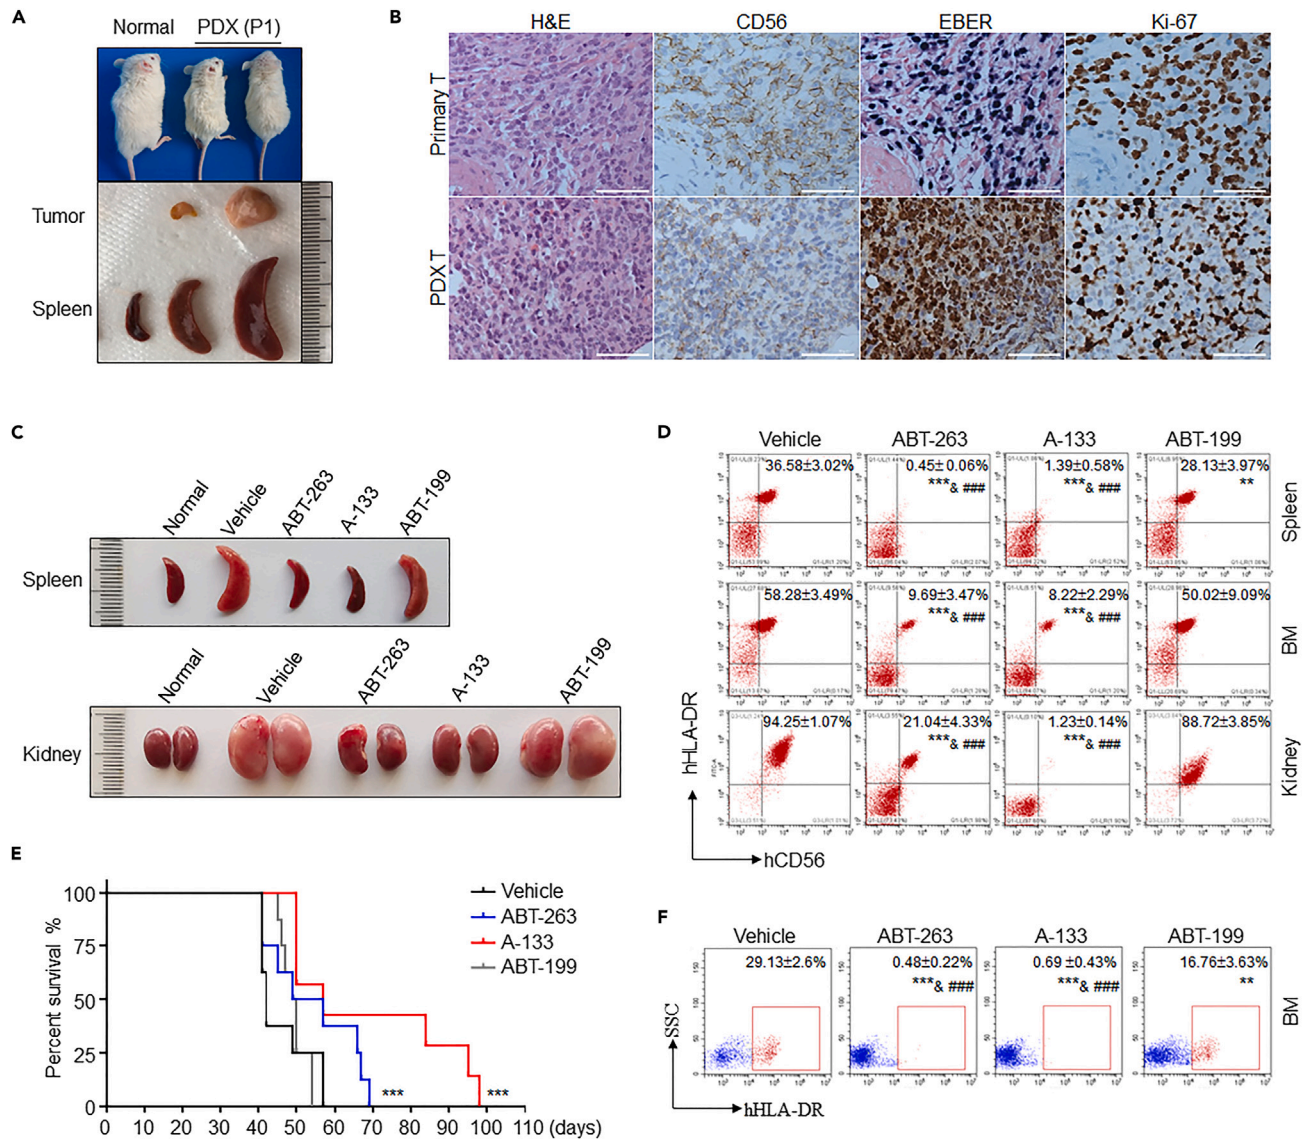 A
Normal PDX (P1)
Tumor
Spleen
B
H&E CD56 EBER Ki-67
Primary T
PDX T
C
Normal Vehicle ABT-263 A-133 ABT-199
Spleen
Normal Vehicle ABT-263 A-133 ABT-199
Kidney
D
Vehicle ABT-263 A-133 ABT-199
36.58±3.02% 0.45± 0.06% 1.39±0.58% 28.13±3.97%
***& ### ***& ### **
Spleen
58.28±3.49% 9.69±3.47% 8.22±2.29% 50.02±9.09%
***& ### ***& ###
BM
94.25±1.07% 21.04±4.33% 1.23±0.14% 88.72±3.85%
***& ### ***& ###
Kidney
hHLA-DR
hCD56
E
Percent survival %
100
75
50
25
0
Vehicle
ABT-263
A-133
ABT-199
*** ***
0 10 20 30 40 50 60 70 80 90 100 110 (days)
F
Vehicle ABT-263 A-133 ABT-199
29.13±2.6% 0.48±0.22% 0.69 ±0.43% 16.76±3.63%
***& ### ***& ### **
BM
SSC
hHLA-DR